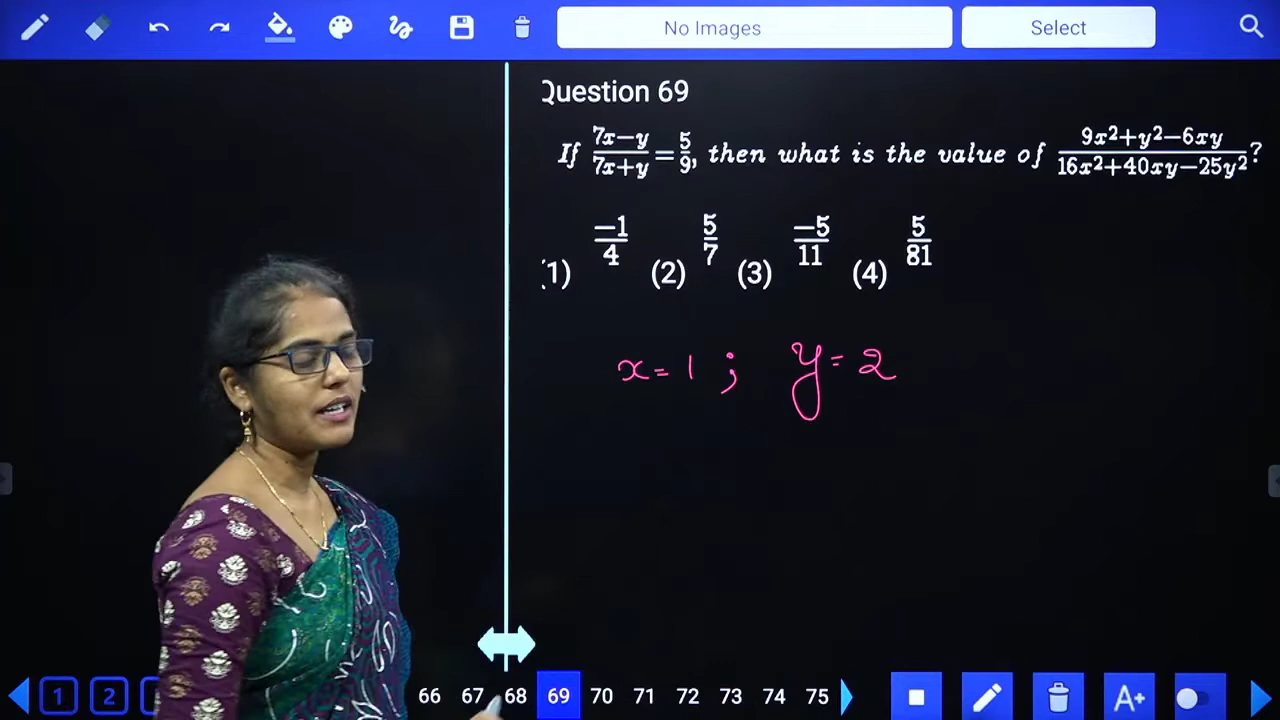 No Images
Select
Question 69
If (7x−y)/(7x+y) = 5/9, then what is the value of (9x²+y²−6xy)/(16x²+40xy−25y²)?
(1) −1/4 (2) 5/7 (3) −5/11 (4) 5/81
x = 1 ; y = 2
1 2 66 67 68 69 70 71 72 73 74 75 A+